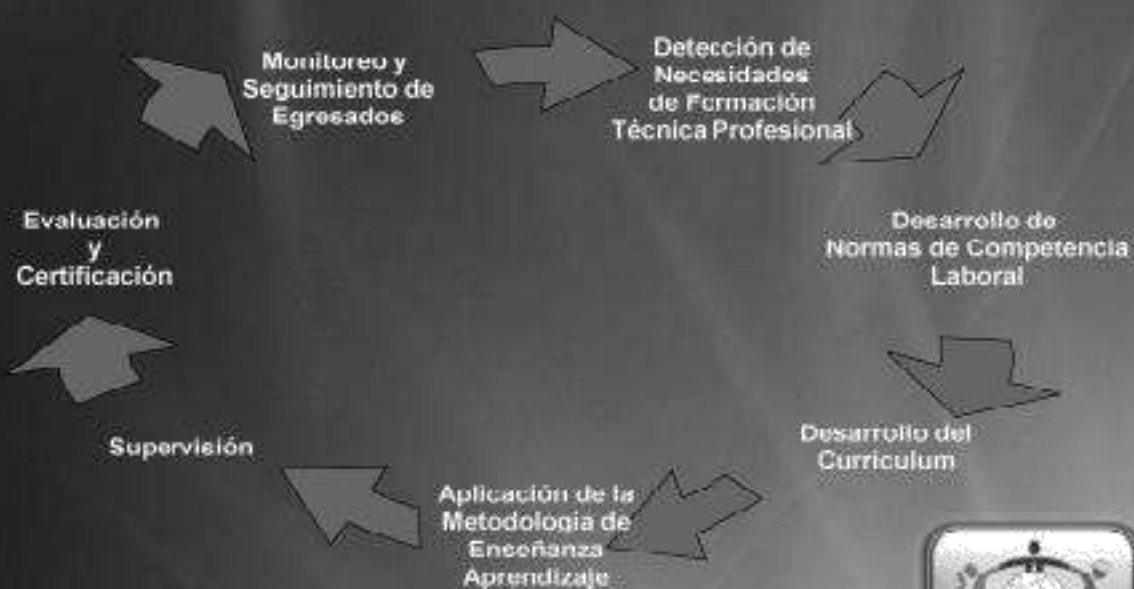 Monitoreo y
Seguimiento de
Egresados
Detección de
Necesidades
de Formación
Técnica Profesional
Desarrollo de
Normas de Competencia
Laboral
Desarrollo del
Curriculum
Aplicación de la
Metodologia de
Enseñanza
Aprendizaje
Supervisión
Evaluación
y
Certificación